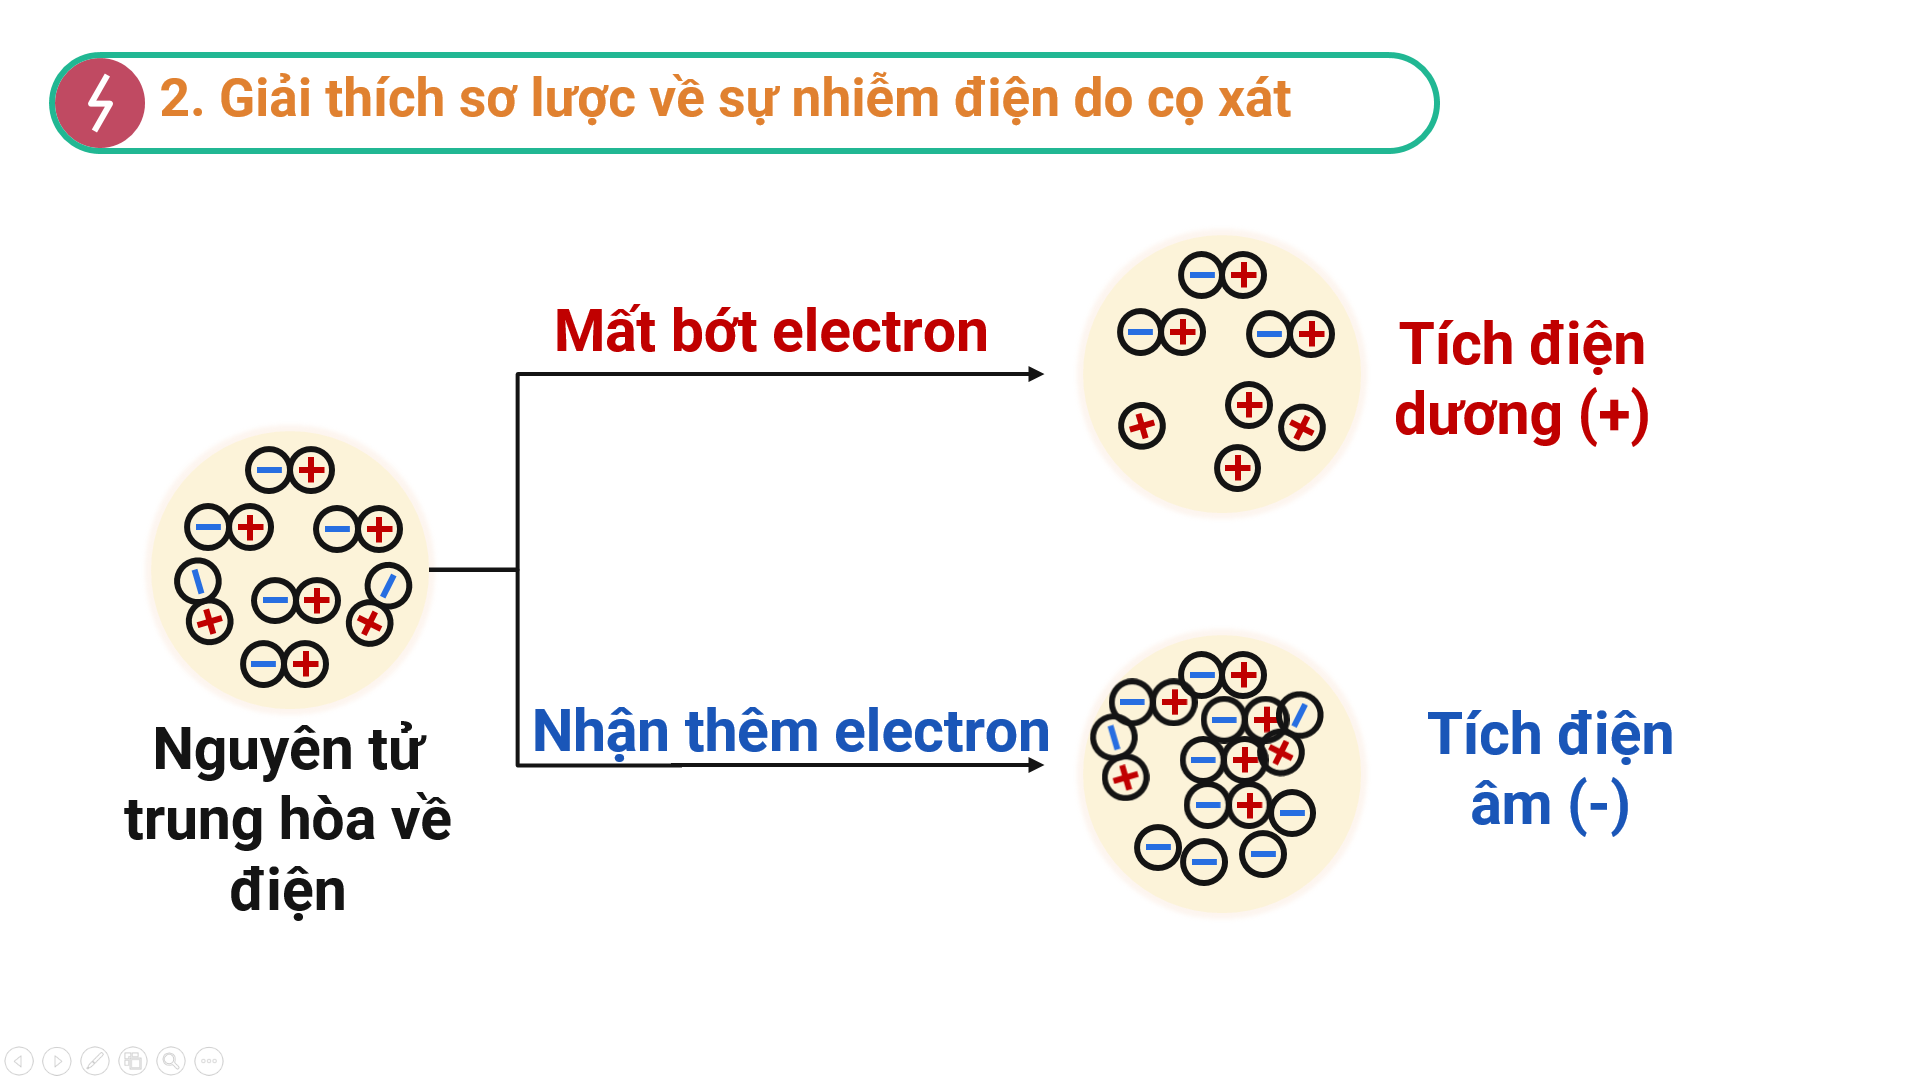 2. Giải thích sơ lược về sự nhiễm điện do cọ xát
Mất bớt electron
Tích điện
dương (+)
Nguyên tử
trung hòa về
điện
Nhận thêm electron
Tích điện
âm (-)